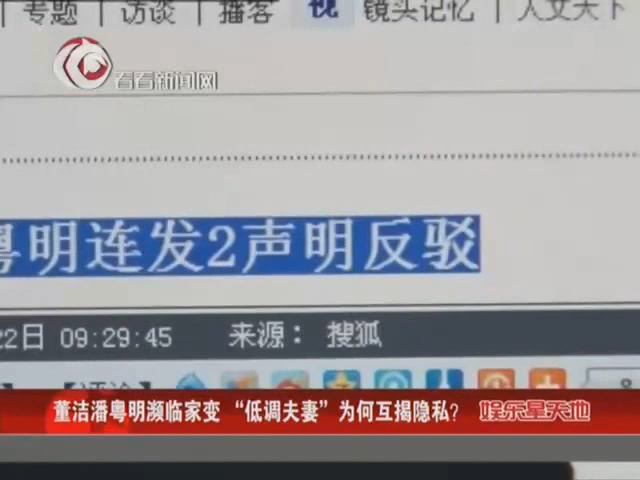 专题 | 访谈 | 播客 视 镜头记忆 | 人文天下
看看新闻网
粤明连发2声明反驳
22日 09:29:45 来源： 搜狐
【评论】 8
董洁潘粤明濒临家变 “低调夫妻”为何互揭隐私？ 娱乐星天地